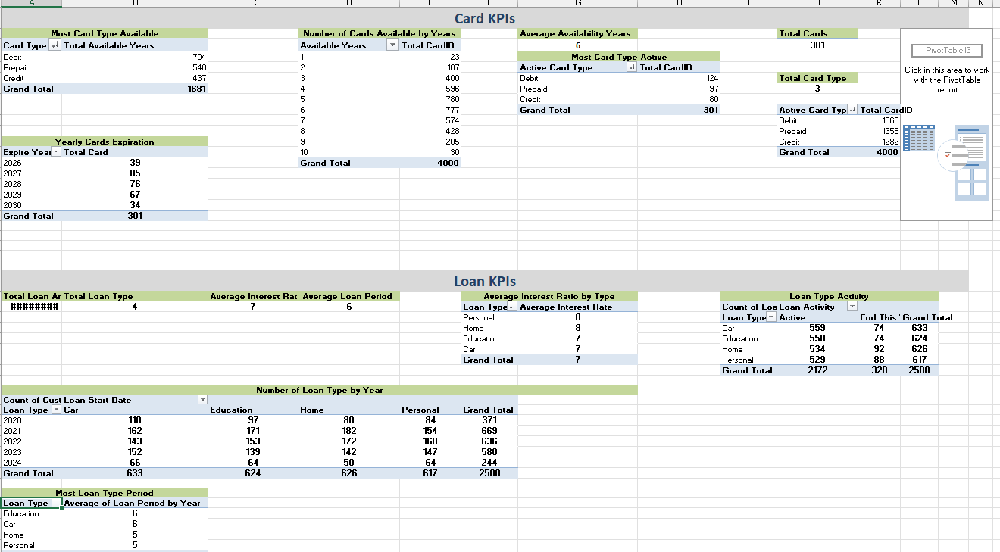 A B C D E F G H I J K L M N
Card KPIs
Most Card Type Available
Card Type Total Available Years
Debit 704
Prepaid 540
Credit 437
Grand Total 1681
Yearly Cards Expiration
Expire Year Total Card
2026 39
2027 85
2028 76
2029 67
2030 34
Grand Total 301
Number of Cards Available by Years
Available Years Total CardID
1 23
2 187
3 400
4 596
5 780
6 777
7 574
8 428
9 205
10 30
Grand Total 4000
Average Availability Years
6
Most Card Type Active
Active Card Type Total CardID
Debit 124
Prepaid 97
Credit 80
Grand Total 301
Total Cards
301
Total Card Type
3
Active Card Typ Total CardID
Debit 1363
Prepaid 1355
Credit 1282
Grand Total 4000
PivotTable13
Click in this area to work
with the PivotTable
report
Loan KPIs
Total Loan Am Total Loan Type Average Interest Rat Average Loan Period
######## 4 7 6
Average Interest Ratio by Type
Loan Type Average Interest Rate
Personal 8
Home 8
Education 7
Car 7
Grand Total 7
Loan Type Activity
Count of Loa Loan Activity
Loan Type Active End This ' Grand Total
Car 559 74 633
Education 550 74 624
Home 534 92 626
Personal 529 88 617
Grand Total 2172 328 2500
Number of Loan Type by Year
Count of Cust Loan Start Date
Loan Type Car Education Home Personal Grand Total
2020 110 97 80 84 371
2021 162 171 182 154 669
2022 143 153 172 168 636
2023 152 139 142 147 580
2024 66 64 50 64 244
Grand Total 633 624 626 617 2500
Most Loan Type Period
Loan Type Average of Loan Period by Year
Education 6
Car 6
Home 5
Personal 5